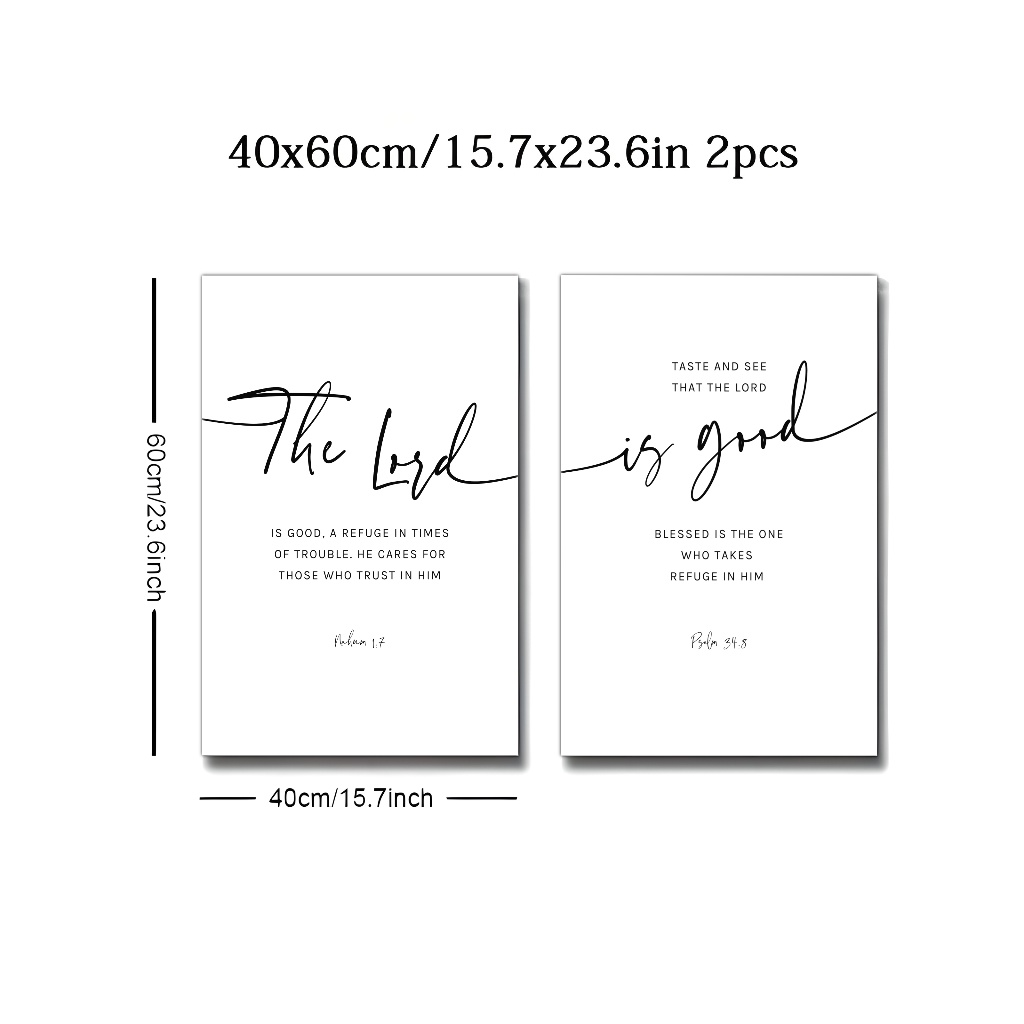 40x60cm/15.7x23.6in 2pcs
60cm/23.6inch
The Lord
IS GOOD, A REFUGE IN TIMES
OF TROUBLE. HE CARES FOR
THOSE WHO TRUST IN HIM
Nahum 1.7
TASTE AND SEE
THAT THE LORD
is good
BLESSED IS THE ONE
WHO TAKES
REFUGE IN HIM
Psalm 34.8
40cm/15.7inch